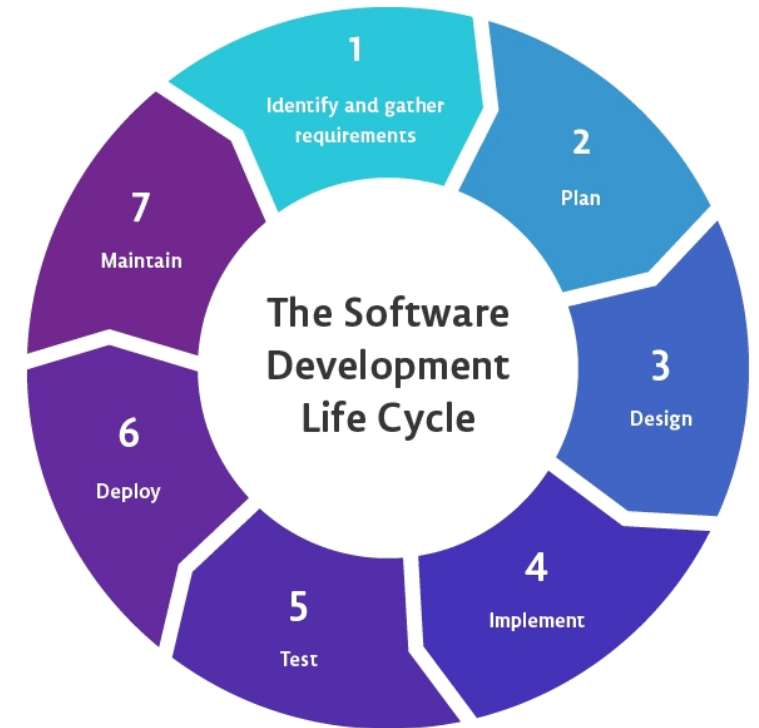 The Software
Development
Life Cycle
1
Identify and gather
requirements
2
Plan
3
Design
4
Implement
5
Test
6
Deploy
7
Maintain